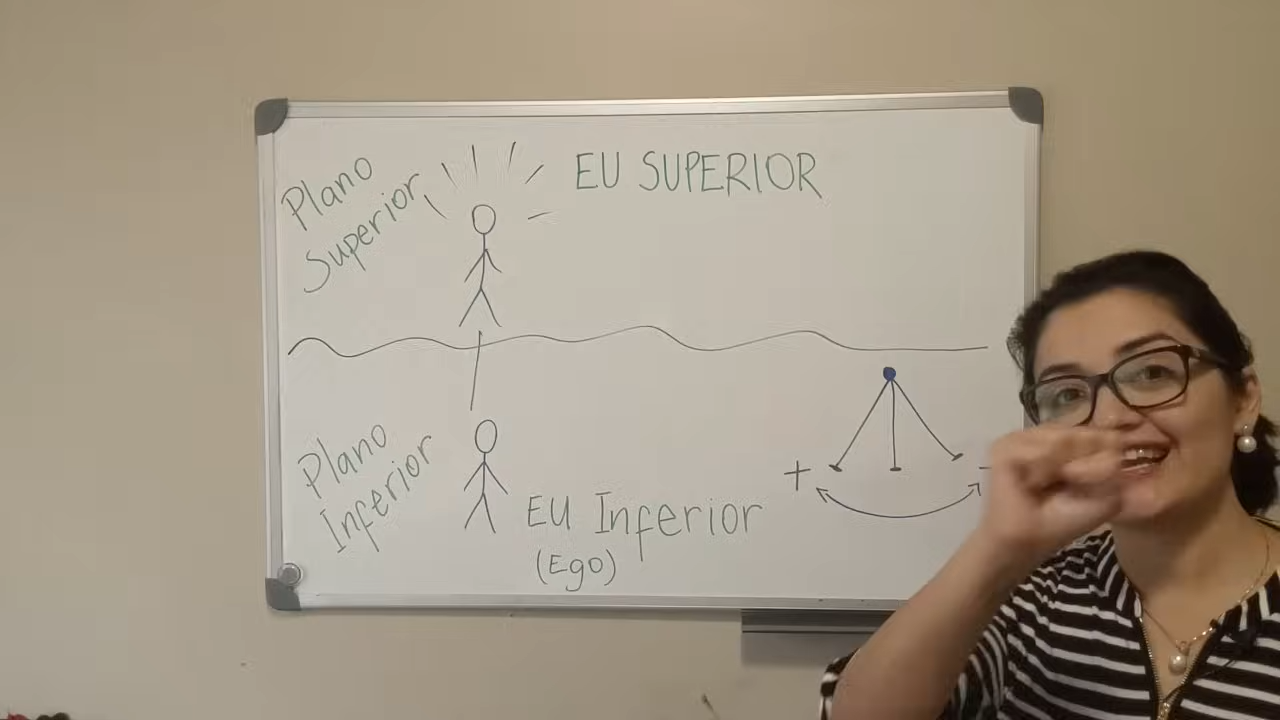 Plano
Superior
EU SUPERIOR
Plano
Inferior
EU Inferior
(Ego)
+
-